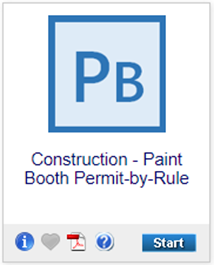 PB
Construction - Paint
Booth Permit-by-Rule
Start